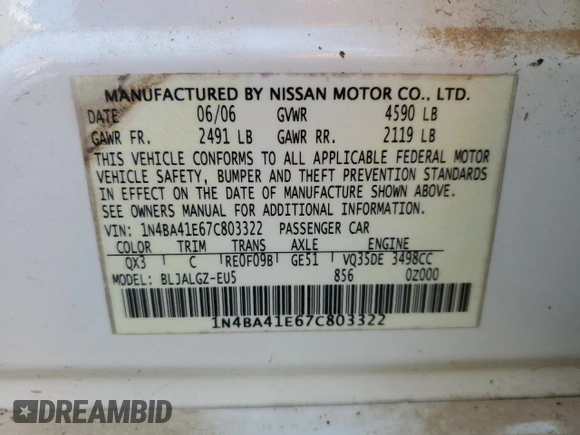 MANUFACTURED BY NISSAN MOTOR CO., LTD.
DATE 06/06 GVWR 4590 LB
GAWR FR. 2491 LB GAWR RR. 2119 LB
THIS VEHICLE CONFORMS TO ALL APPLICABLE FEDERAL MOTOR
VEHICLE SAFETY, BUMPER AND THEFT PREVENTION STANDARDS
IN EFFECT ON THE DATE OF MANUFACTURE SHOWN ABOVE.
SEE OWNERS MANUAL FOR ADDITIONAL INFORMATION.
VIN: 1N4BA41E67C803322 PASSENGER CAR
COLOR TRIM TRANS AXLE ENGINE
QX3 C RE0F09B GE51 VQ35DE 3498CC
MODEL: BLJALGZ-EU5 856 0Z000
1N4BA41E67C803322
DREAMBID